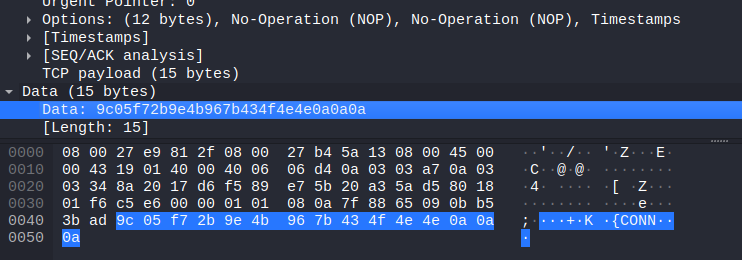 Urgent Pointer: 0
Options: (12 bytes), No-Operation (NOP), No-Operation (NOP), Timestamps
[Timestamps]
[SEQ/ACK analysis]
TCP payload (15 bytes)
Data (15 bytes)
Data: 9c05f72b9e4b967b434f4e4e0a0a0a
[Length: 15]
0000 08 00 27 e9 81 2f 08 00 27 b4 5a 13 08 00 45 00 ··'··/·· '·Z···E·
0010 00 43 19 01 40 00 40 06 06 d4 0a 03 03 a7 0a 03 ·C··@·@· ········
0020 03 34 8a 20 17 d6 f5 89 e7 5b 20 a3 5a d5 80 18 ·4· ···· ·[ ·Z···
0030 01 f6 c5 e6 00 00 01 01 08 0a 7f 88 65 09 0b b5 ········ ····e···
0040 3b ad 9c 05 f7 2b 9e 4b 96 7b 43 4f 4e 4e 0a 0a ;····+·K ·{CONN··
0050 0a ·